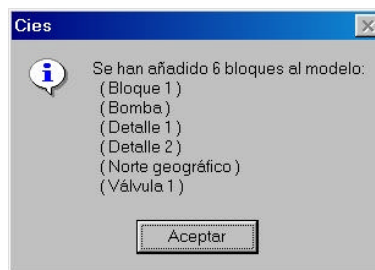 Cies
Se han añadido 6 bloques al modelo:
( Bloque 1 )
( Bomba )
( Detalle 1 )
( Detalle 2 )
( Norte geográfico )
( Válvula 1 )
Aceptar